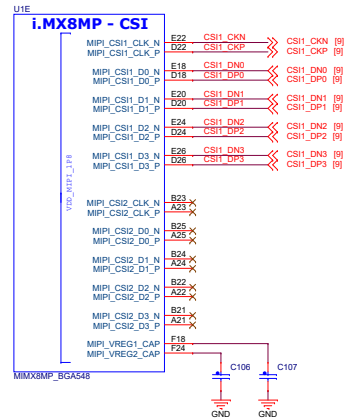 U1E
i.MX8MP - CSI
VDD_MIPI_1P8
MIPI_CSI1_CLK_N E22 CSI1_CKN CSI1_CKN [9]
MIPI_CSI1_CLK_P D22 CSI1_CKP CSI1_CKP [9]
MIPI_CSI1_D0_N E18 CSI1_DN0 CSI1_DN0 [9]
MIPI_CSI1_D0_P D18 CSI1_DP0 CSI1_DP0 [9]
MIPI_CSI1_D1_N E20 CSI1_DN1 CSI1_DN1 [9]
MIPI_CSI1_D1_P D20 CSI1_DP1 CSI1_DP1 [9]
MIPI_CSI1_D2_N E24 CSI1_DN2 CSI1_DN2 [9]
MIPI_CSI1_D2_P D24 CSI1_DP2 CSI1_DP2 [9]
MIPI_CSI1_D3_N E26 CSI1_DN3 CSI1_DN3 [9]
MIPI_CSI1_D3_P D26 CSI1_DP3 CSI1_DP3 [9]
MIPI_CSI2_CLK_N B23
MIPI_CSI2_CLK_P A23
MIPI_CSI2_D0_N B25
MIPI_CSI2_D0_P A25
MIPI_CSI2_D1_N B24
MIPI_CSI2_D1_P A24
MIPI_CSI2_D2_N B22
MIPI_CSI2_D2_P A22
MIPI_CSI2_D3_N B21
MIPI_CSI2_D3_P A21
MIPI_VREG1_CAP F18
MIPI_VREG2_CAP F24
C106 C107
MIMX8MP_BGA548
GND GND